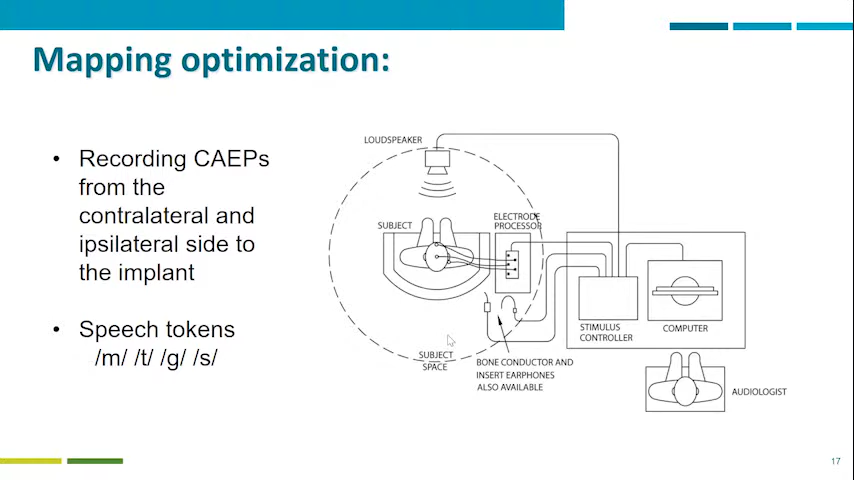 Mapping optimization:
• Recording CAEPs
from the
contralateral and
ipsilateral side to
the implant
• Speech tokens
/m/ /t/ /g/ /s/
LOUDSPEAKER
SUBJECT
ELECTRODE
PROCESSOR
STIMULUS
CONTROLLER
COMPUTER
SUBJECT
SPACE
BONE CONDUCTOR AND
INSERT EARPHONES
ALSO AVAILABLE
AUDIOLOGIST
17